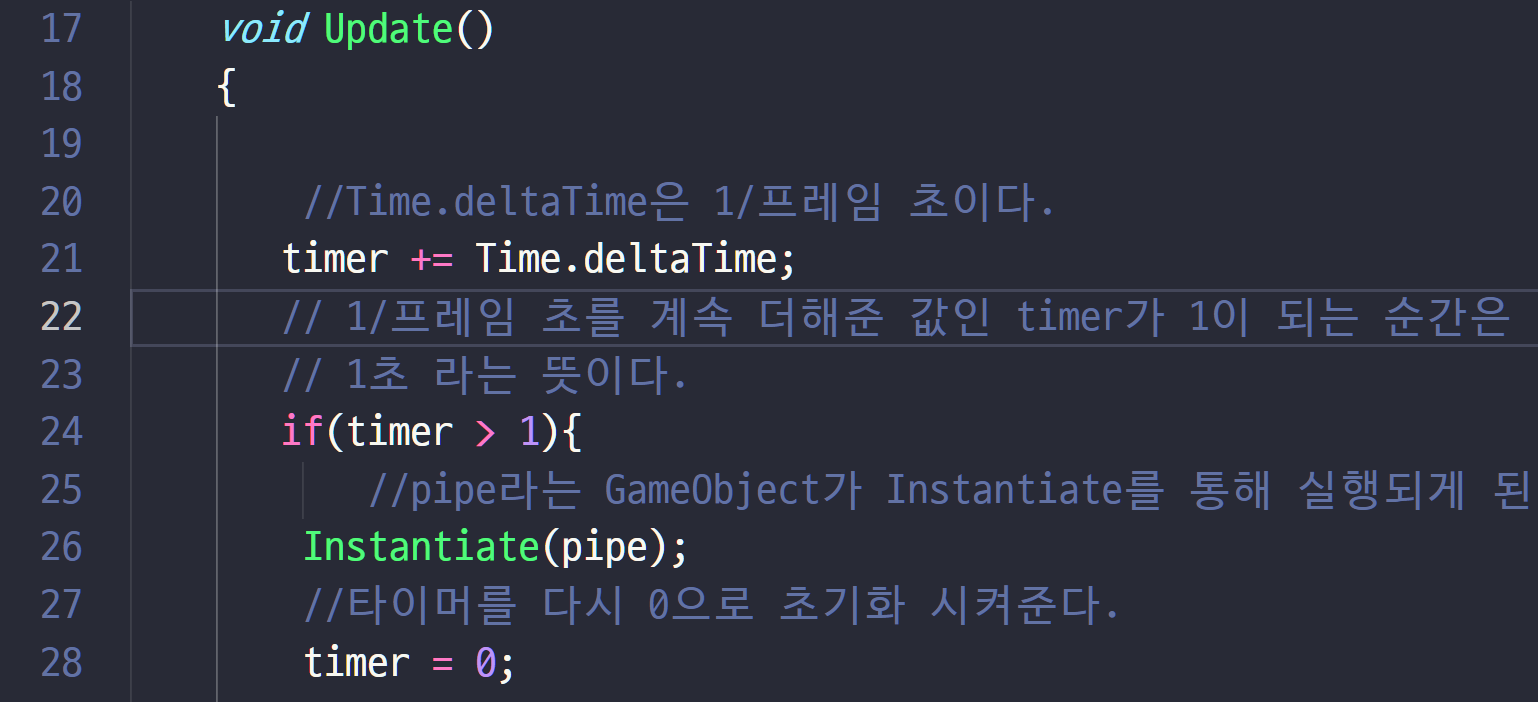 17 void Update()
18 {
19
20 //Time.deltaTime은 1/프레임 초이다.
21 timer += Time.deltaTime;
22 // 1/프레임 초를 계속 더해준 값인 timer가 1이 되는 순간은
23 // 1초 라는 뜻이다.
24 if(timer > 1){
25 //pipe라는 GameObject가 Instantiate를 통해 실행되게 된
26 Instantiate(pipe);
27 //타이머를 다시 0으로 초기화 시켜준다.
28 timer = 0;